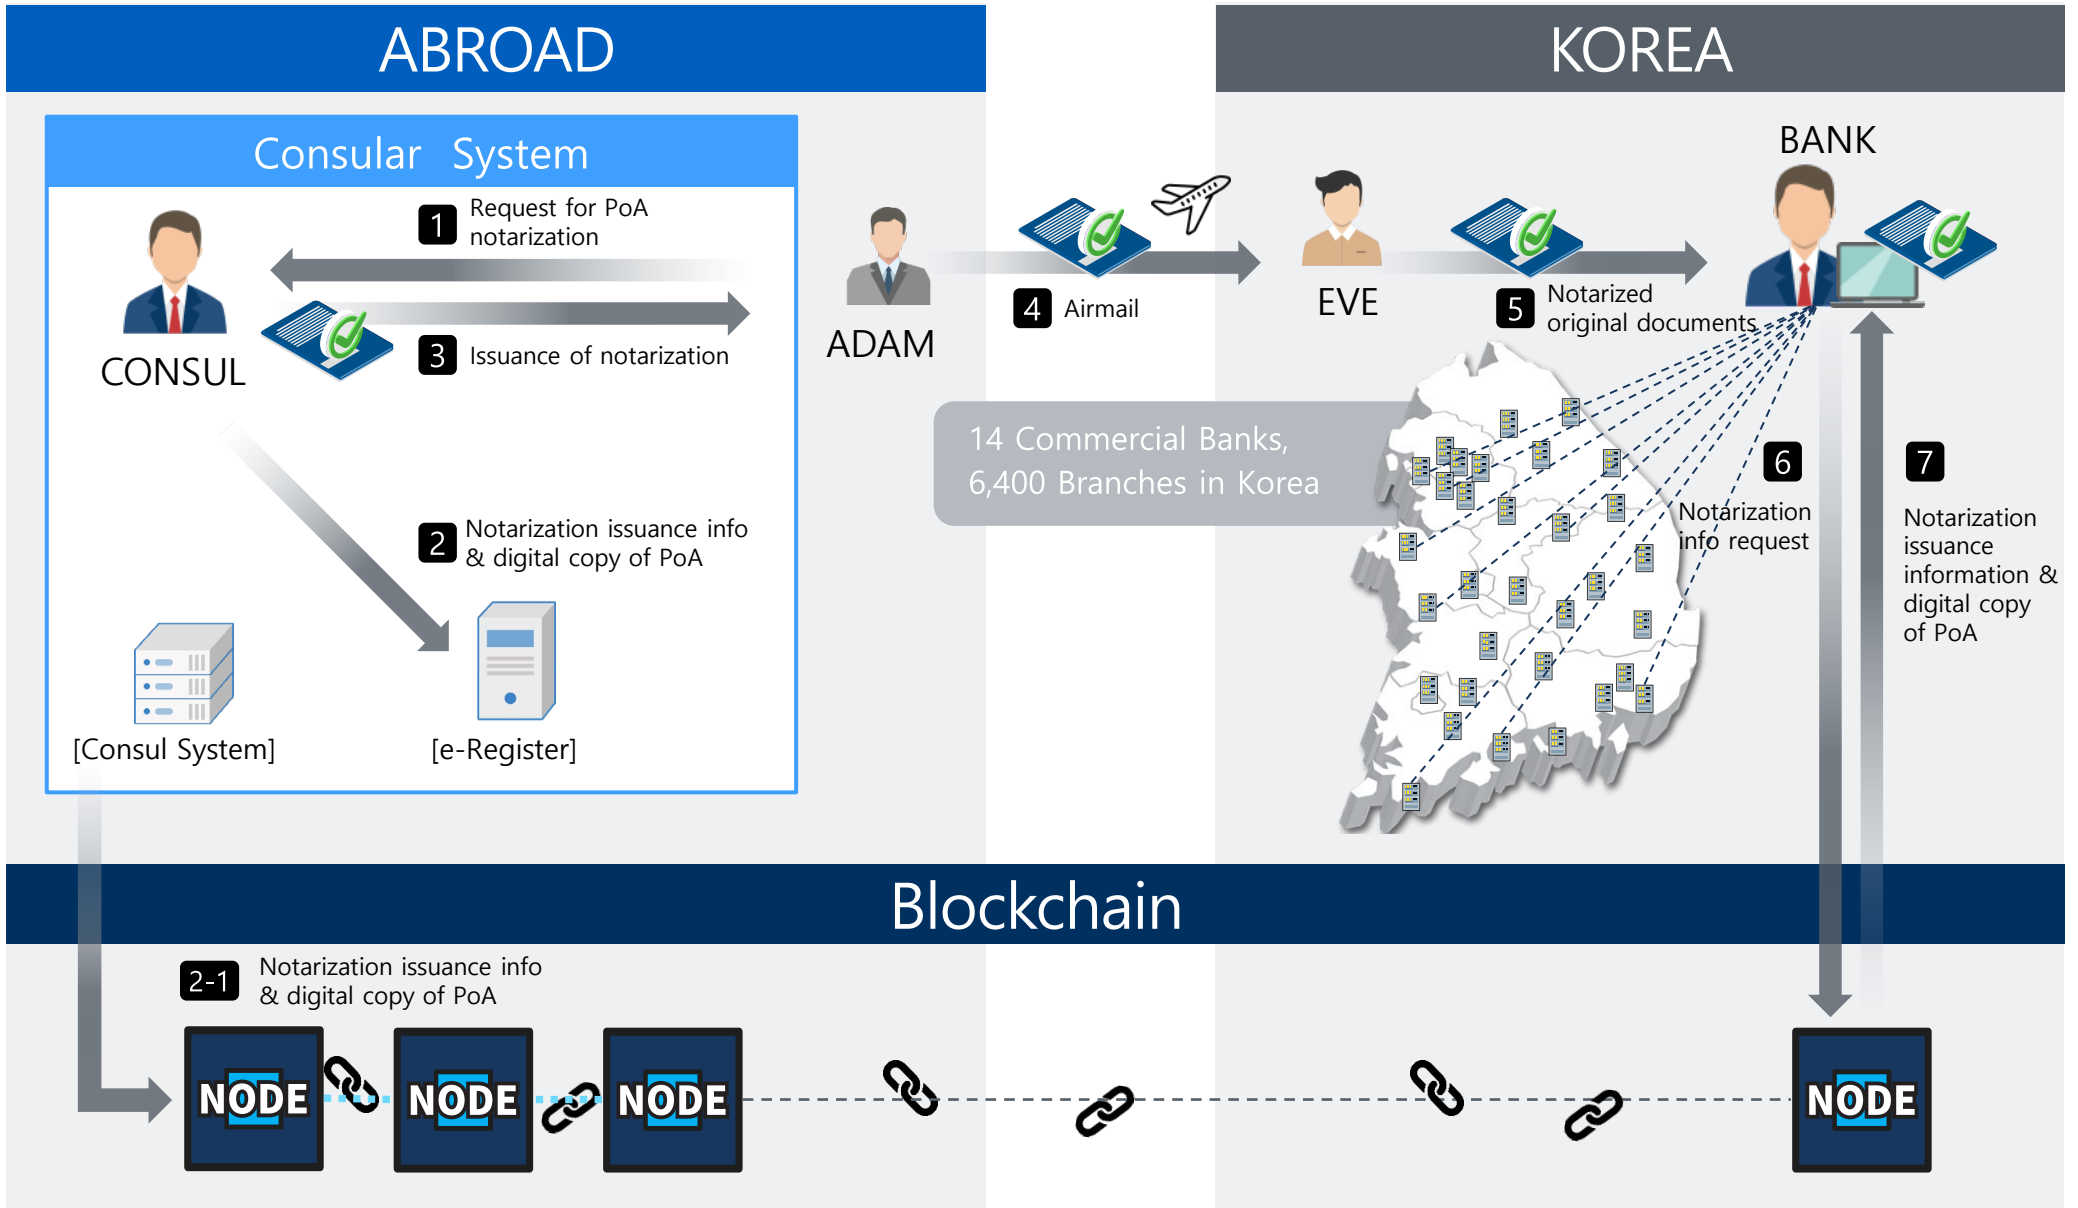 ABROAD
KOREA
Consular System
1
Request for PoA
notarization
CONSUL
3
Issuance of notarization
2
Notarization issuance info
& digital copy of PoA
[Consul System]
[e-Register]
ADAM
4
Airmail
EVE
5
Notarized
original documents
BANK
14 Commercial Banks,
6,400 Branches in Korea
6
Notarization
info request
7
Notarization
issuance
information &
digital copy
of PoA
Blockchain
2-1
Notarization issuance info
& digital copy of PoA
NODE
NODE
NODE
NODE